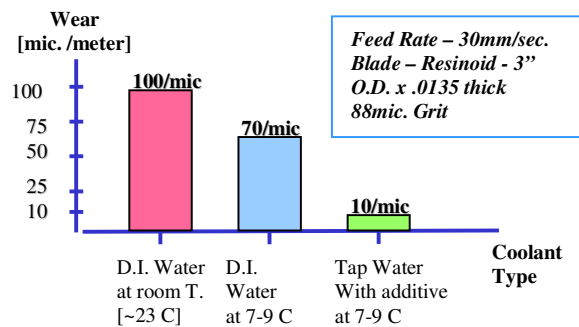 Wear
[mic. /meter]
Feed Rate – 30mm/sec.
Blade – Resinoid - 3”
O.D. x .0135 thick
88mic. Grit
100
75
50
25
10
100/mic
70/mic
10/mic
D.I. Water
at room T.
[~23 C]
D.I.
Water
at 7-9 C
Tap Water
With additive
at 7-9 C
Coolant
Type